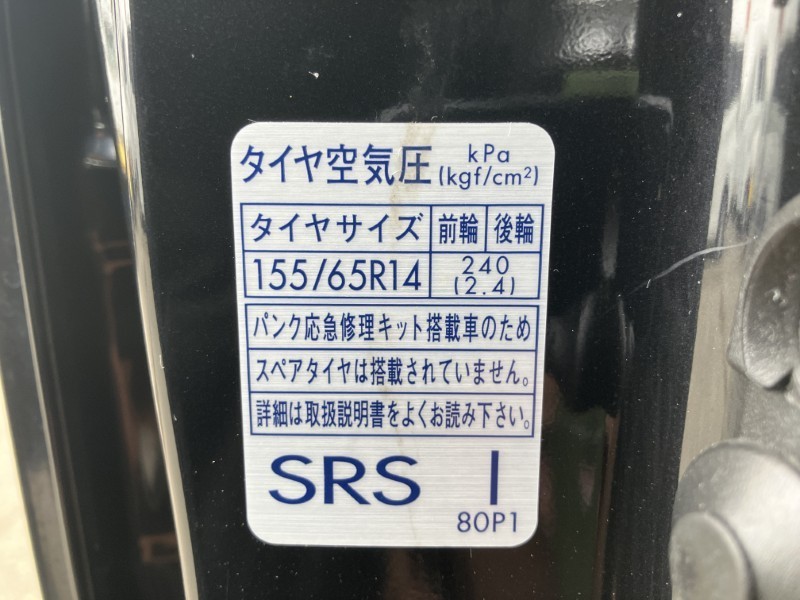 タイヤ空気圧 kPa (kgf/cm²)
タイヤサイズ 前輪 後輪
155/65R14 240 (2.4)
パンク応急修理キット搭載車のため
スペアタイヤは搭載されていません。
詳細は取扱説明書をよくお読み下さい。
SRS I
80P1